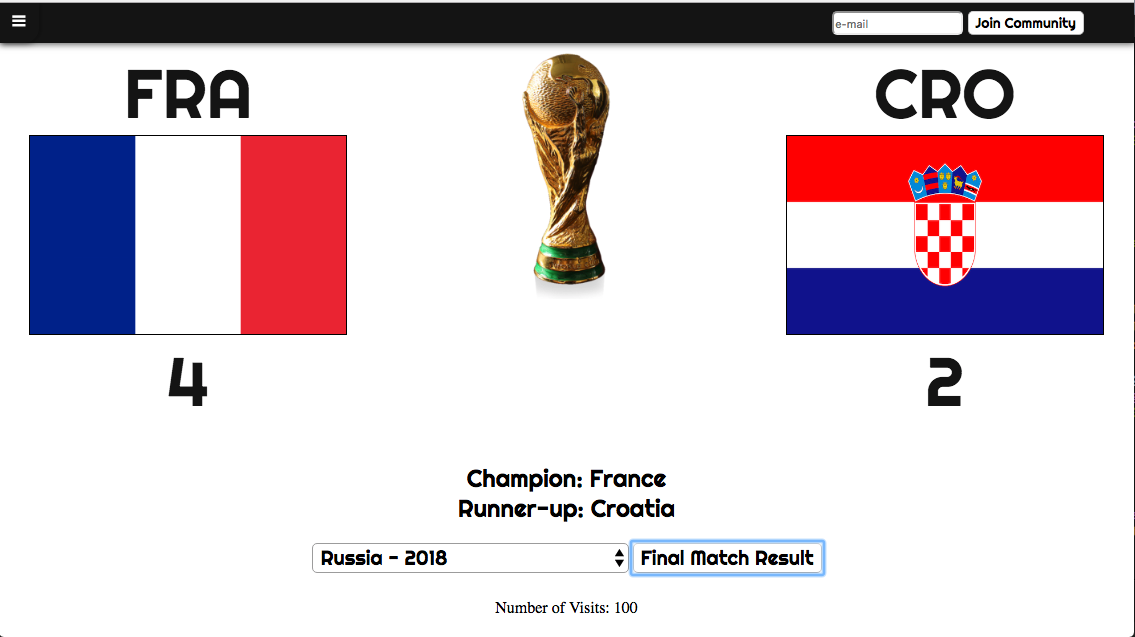 e-mail Join Community
FRA CRO
4 2
Champion: France
Runner-up: Croatia
Russia - 2018 Final Match Result
Number of Visits: 100